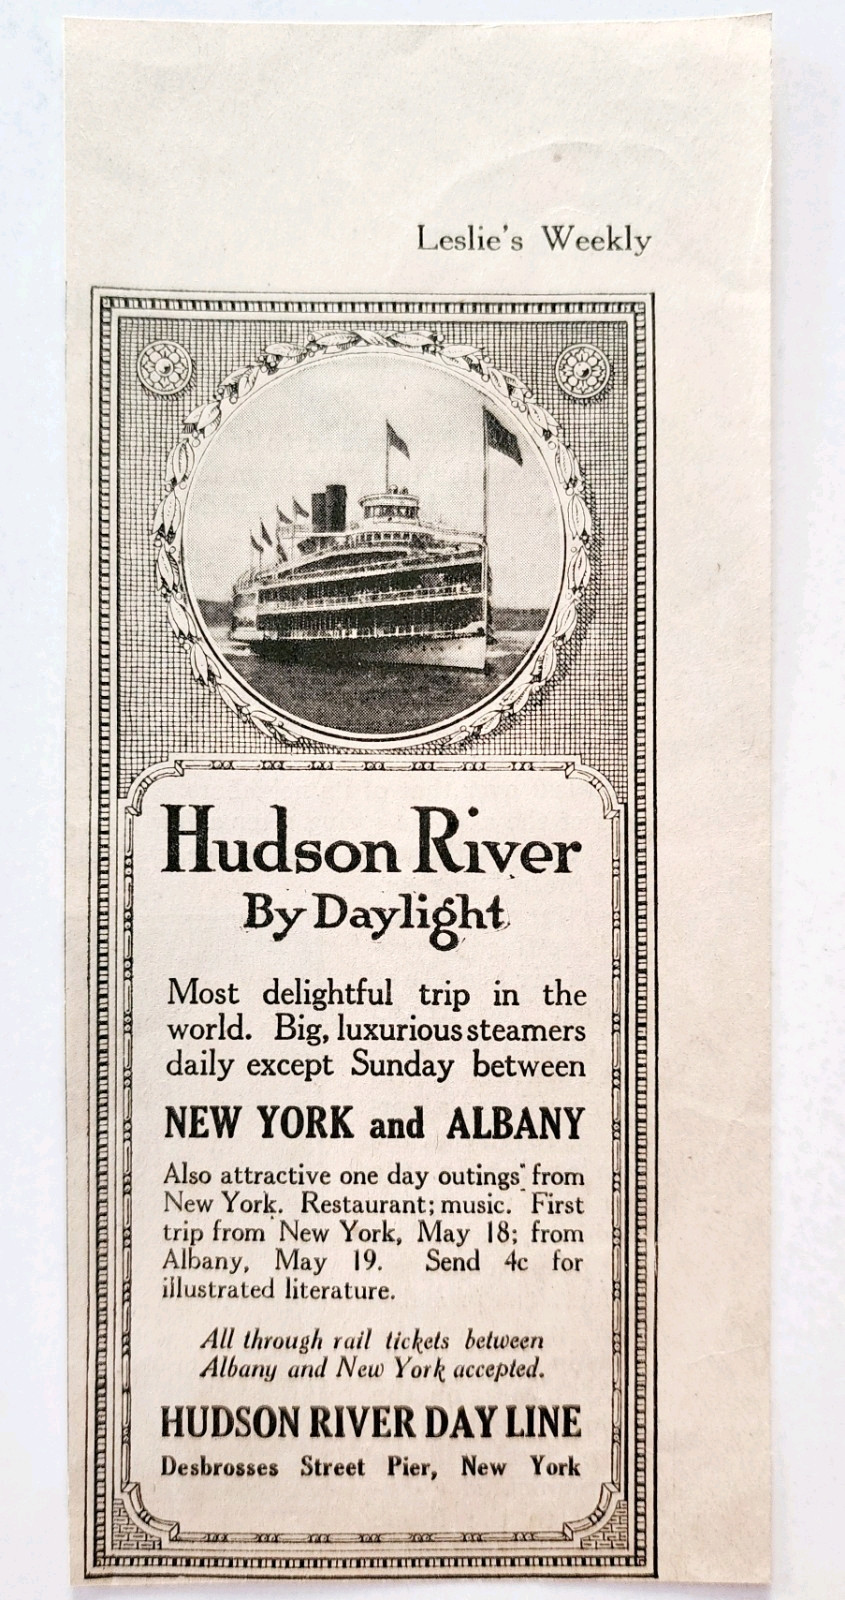 Leslie's Weekly
Hudson River
By Daylight
Most delightful trip in the
world. Big, luxurious steamers
daily except Sunday between
NEW YORK and ALBANY
Also attractive one day outings from
New York. Restaurant; music. First
trip from New York, May 18; from
Albany, May 19. Send 4c for
illustrated literature.
All through rail tickets between
Albany and New York accepted.
HUDSON RIVER DAY LINE
Desbrosses Street Pier, New York